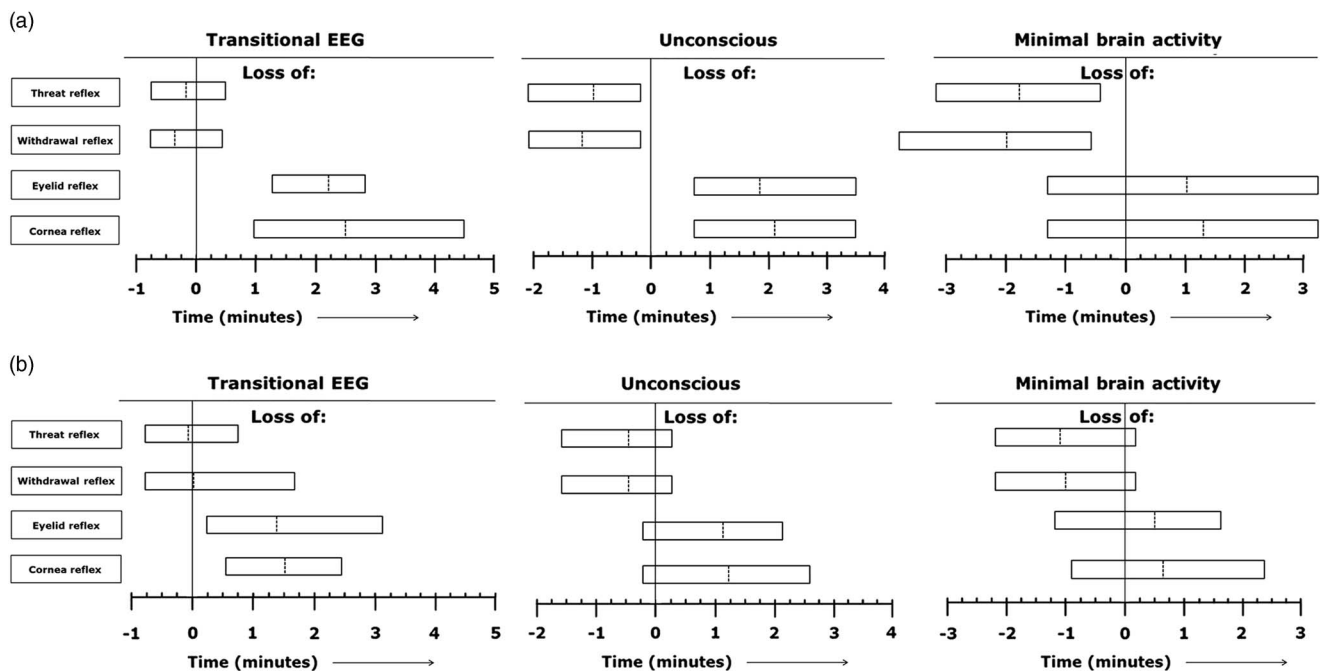 (a)
Transitional EEG Unconscious Minimal brain activity
Loss of: Loss of: Loss of:
Threat reflex
Withdrawal reflex
Eyelid reflex
Cornea reflex
-1 0 1 2 3 4 5 -2 -1 0 1 2 3 4 -3 -2 -1 0 1 2 3
Time (minutes) Time (minutes) Time (minutes)
(b)
Transitional EEG Unconscious Minimal brain activity
Loss of: Loss of: Loss of:
Threat reflex
Withdrawal reflex
Eyelid reflex
Cornea reflex
-1 0 1 2 3 4 5 -2 -1 0 1 2 3 4 -3 -2 -1 0 1 2 3
Time (minutes) Time (minutes) Time (minutes)